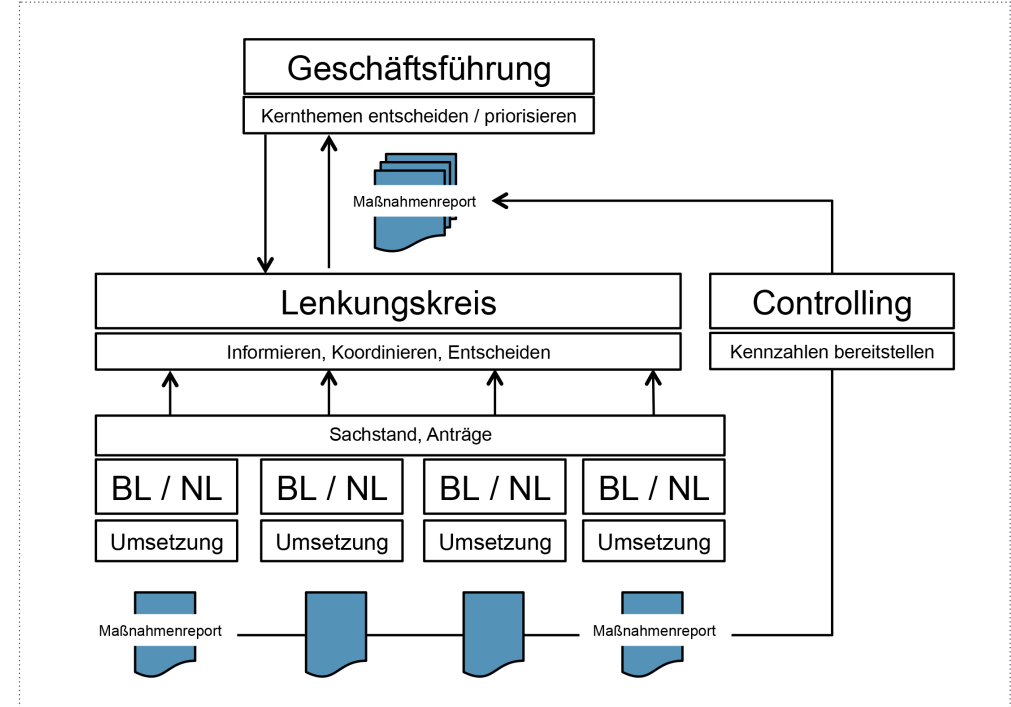 Geschäftsführung
Kernthemen entscheiden / priorisieren
Maßnahmenreport
Lenkungskreis
Informieren, Koordinieren, Entscheiden
Controlling
Kennzahlen bereitstellen
Sachstand, Anträge
BL / NL
BL / NL
BL / NL
BL / NL
Umsetzung
Umsetzung
Umsetzung
Umsetzung
Maßnahmenreport
Maßnahmenreport